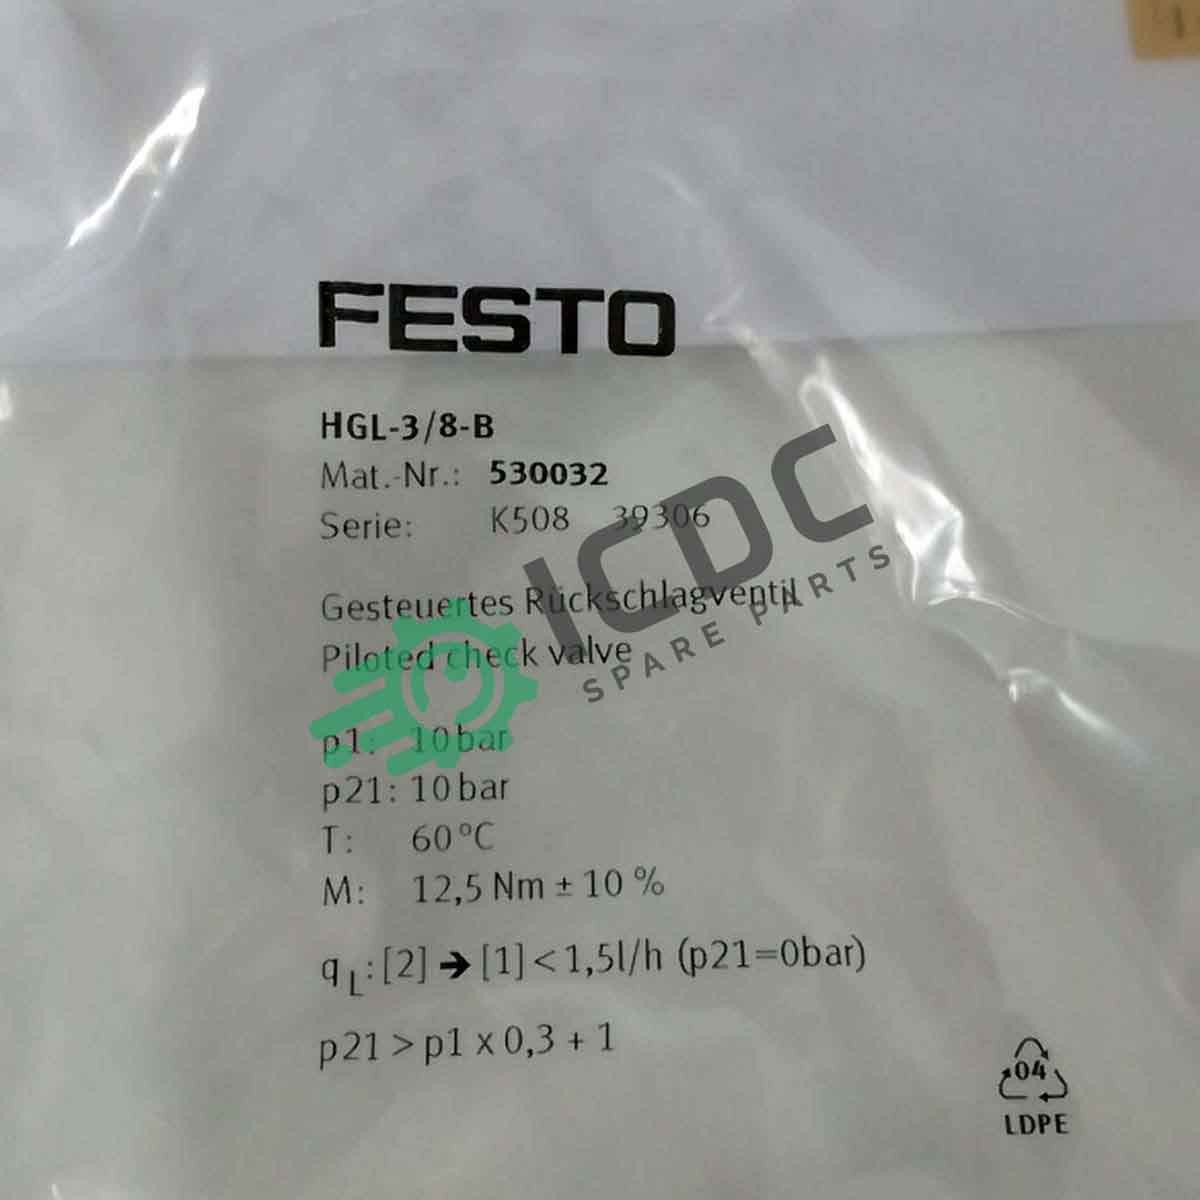 FESTO
HGL-3/8-B
Mat.-Nr.: 530032
Serie: K508 39306
Gesteuertes Rückschlagventil
Piloted check valve
p1: 10 bar
p21: 10 bar
T: 60°C
M: 12,5 Nm ± 10 %
qL: [2] → [1] < 1,5l/h (p21=0bar)
p21 > p1 x 0,3 + 1
04
LDPE
ICDC
SPARE PARTS